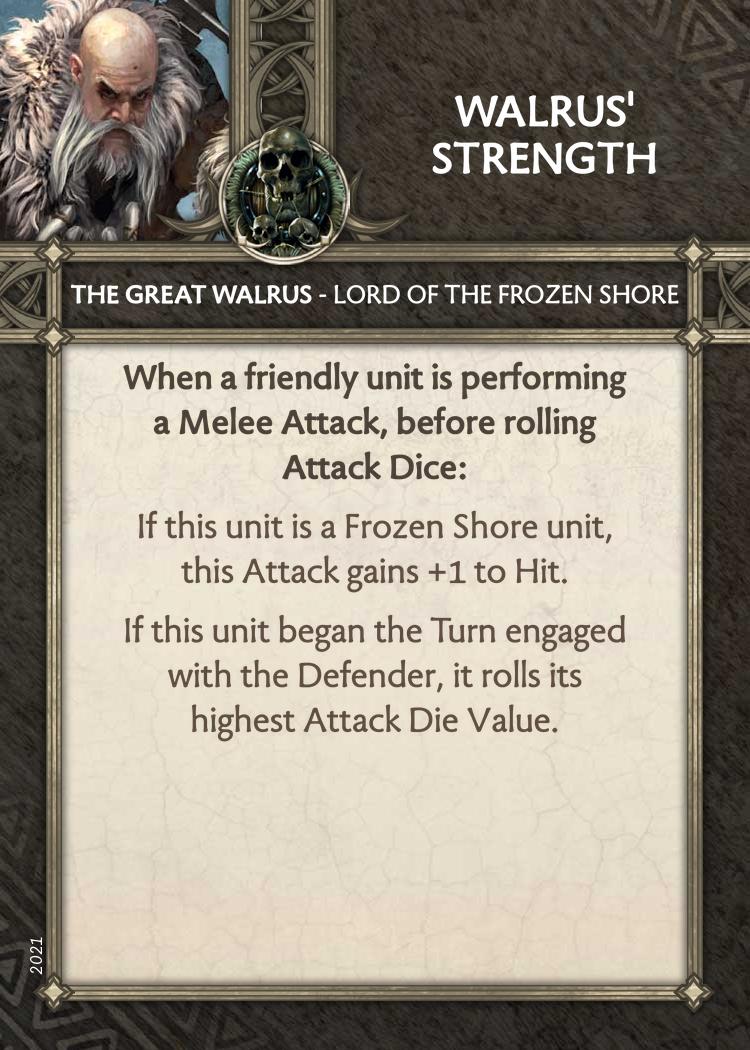 WALRUS'
STRENGTH
THE GREAT WALRUS - LORD OF THE FROZEN SHORE
When a friendly unit is performing
a Melee Attack, before rolling
Attack Dice:
If this unit is a Frozen Shore unit,
this Attack gains +1 to Hit.
If this unit began the Turn engaged
with the Defender, it rolls its
highest Attack Die Value.
2021